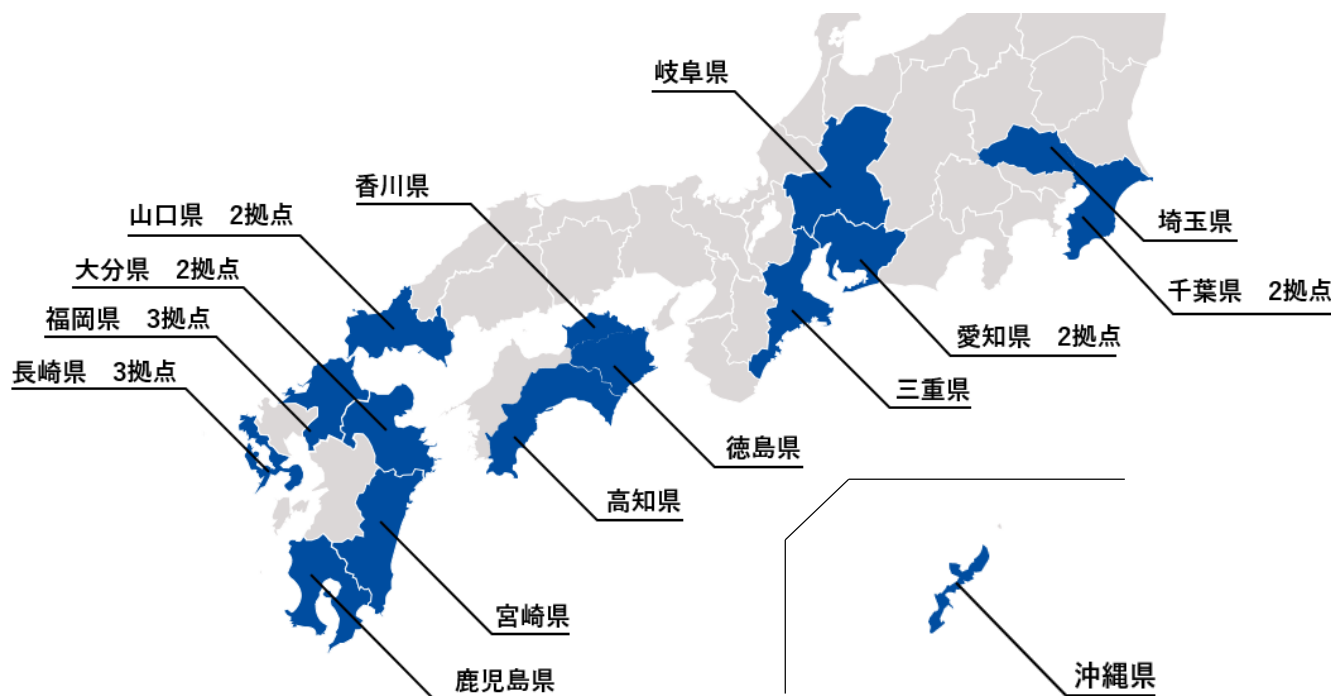 岐阜県
香川県
山口県　2拠点
埼玉県
大分県　2拠点
千葉県　2拠点
福岡県　3拠点
愛知県　2拠点
長崎県　3拠点
三重県
徳島県
高知県
宮崎県
沖縄県
鹿児島県